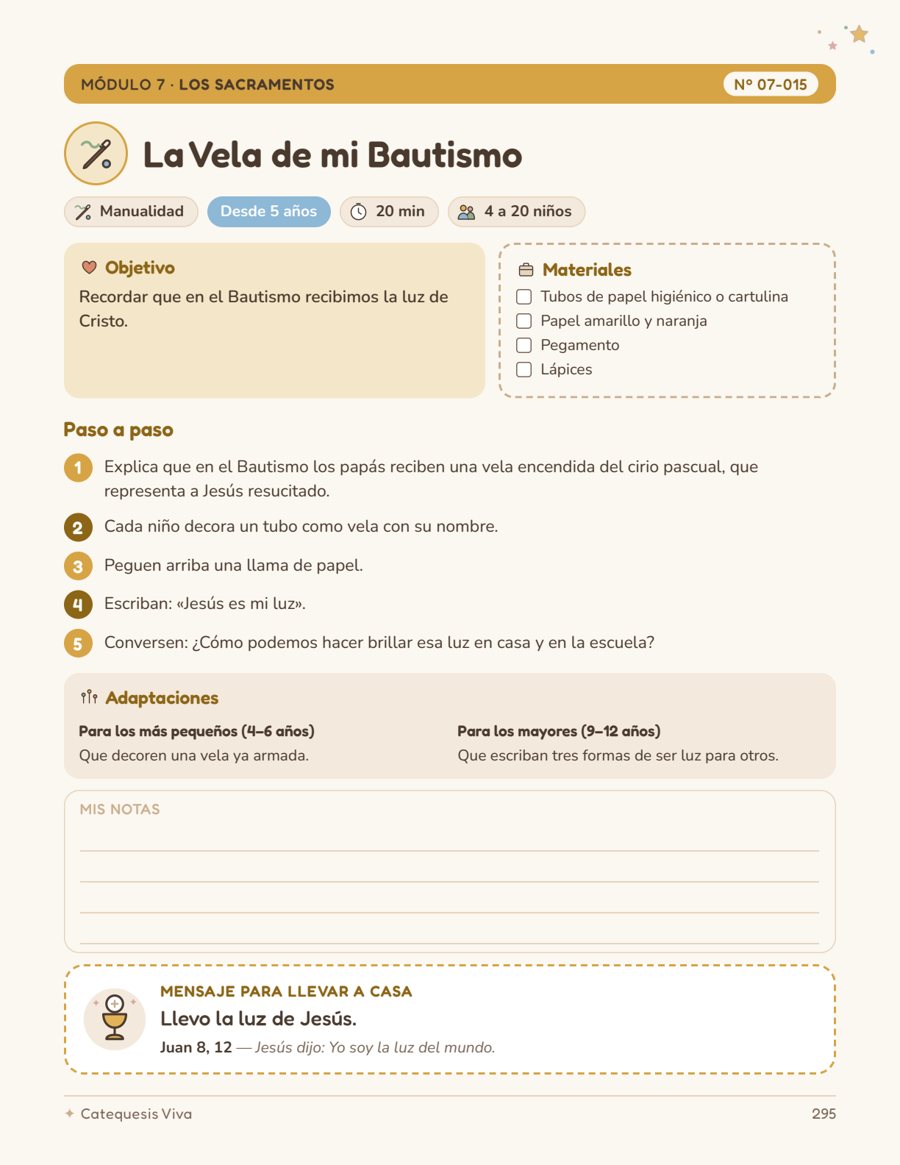 MÓDULO 7 · LOS SACRAMENTOS
N° 07-015
La Vela de mi Bautismo
Manualidad
Desde 5 años
20 min
4 a 20 niños
Objetivo
Recordar que en el Bautismo recibimos la luz de
Cristo.
Materiales
Tubos de papel higiénico o cartulina
Papel amarillo y naranja
Pegamento
Lápices
Paso a paso
1 Explica que en el Bautismo los papás reciben una vela encendida del cirio pascual, que
representa a Jesús resucitado.
2 Cada niño decora un tubo como vela con su nombre.
3 Peguen arriba una llama de papel.
4 Escriban: «Jesús es mi luz».
5 Conversen: ¿Cómo podemos hacer brillar esa luz en casa y en la escuela?
Adaptaciones
Para los más pequeños (4–6 años)
Que decoren una vela ya armada.
Para los mayores (9–12 años)
Que escriban tres formas de ser luz para otros.
MIS NOTAS
MENSAJE PARA LLEVAR A CASA
Llevo la luz de Jesús.
Juan 8, 12 — Jesús dijo: Yo soy la luz del mundo.
Catequesis Viva
295